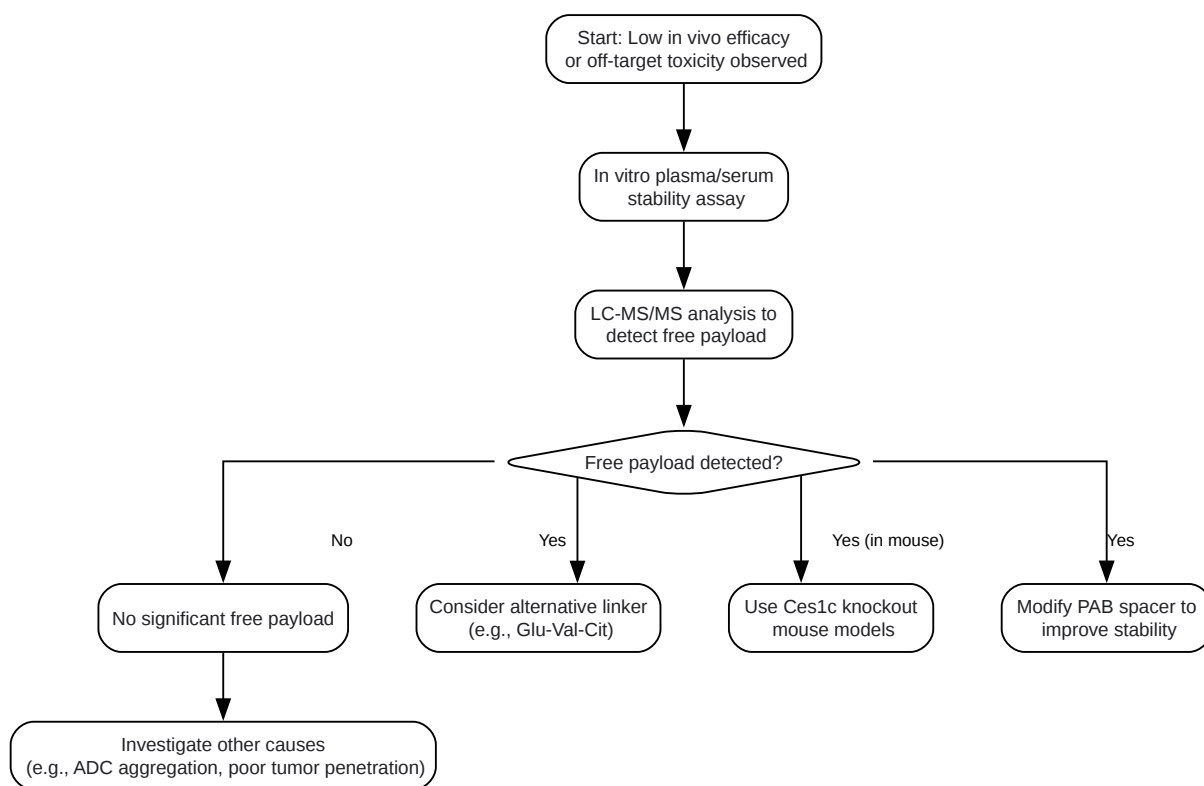 Start: Low in vivo efficacy
or off-target toxicity observed
In vitro plasma/serum
stability assay
LC-MS/MS analysis to
detect free payload
Free payload detected?
No
Yes
Yes (in mouse)
Yes
No significant free payload
Consider alternative linker
(e.g., Glu-Val-Cit)
Use Ces1c knockout
mouse models
Modify PAB spacer to
improve stability
Investigate other causes
(e.g., ADC aggregation, poor tumor penetration)